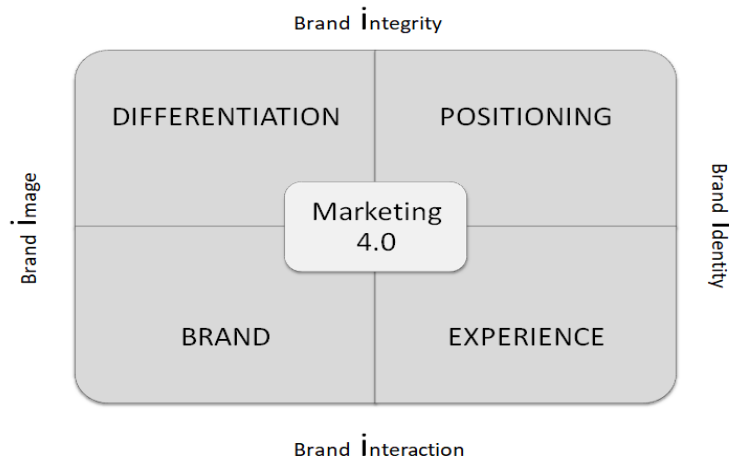 Brand integrity
DIFFERENTIATION
POSITIONING
Brand image
Marketing
4.0
Brand identity
BRAND
EXPERIENCE
Brand interaction